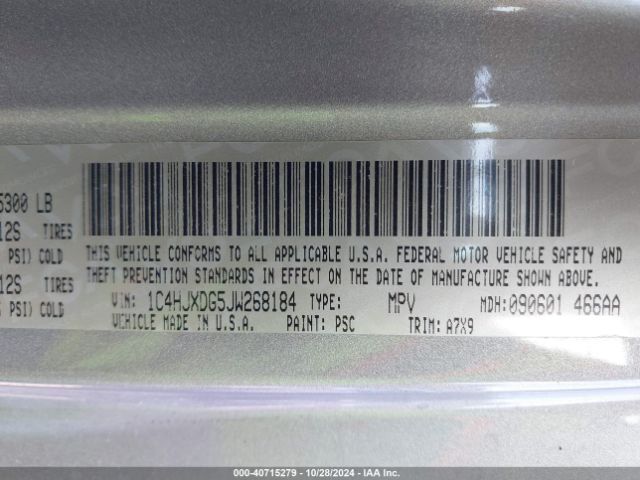 5300 LB
12S TIRES
PSI) COLD
12S TIRES
PSI) COLD
THIS VEHICLE CONFORMS TO ALL APPLICABLE U.S.A. FEDERAL MOTOR VEHICLE SAFETY AND
THEFT PREVENTION STANDARDS IN EFFECT ON THE DATE OF MANUFACTURE SHOWN ABOVE.
VIN: 1C4HJXDG5JW268184 TYPE: MPV MDH:090601 466AA
VEHICLE MADE IN U.S.A. PAINT: PSC TRIM: A7X9
000-40715279 | 10/28/2024 | IAA Inc.